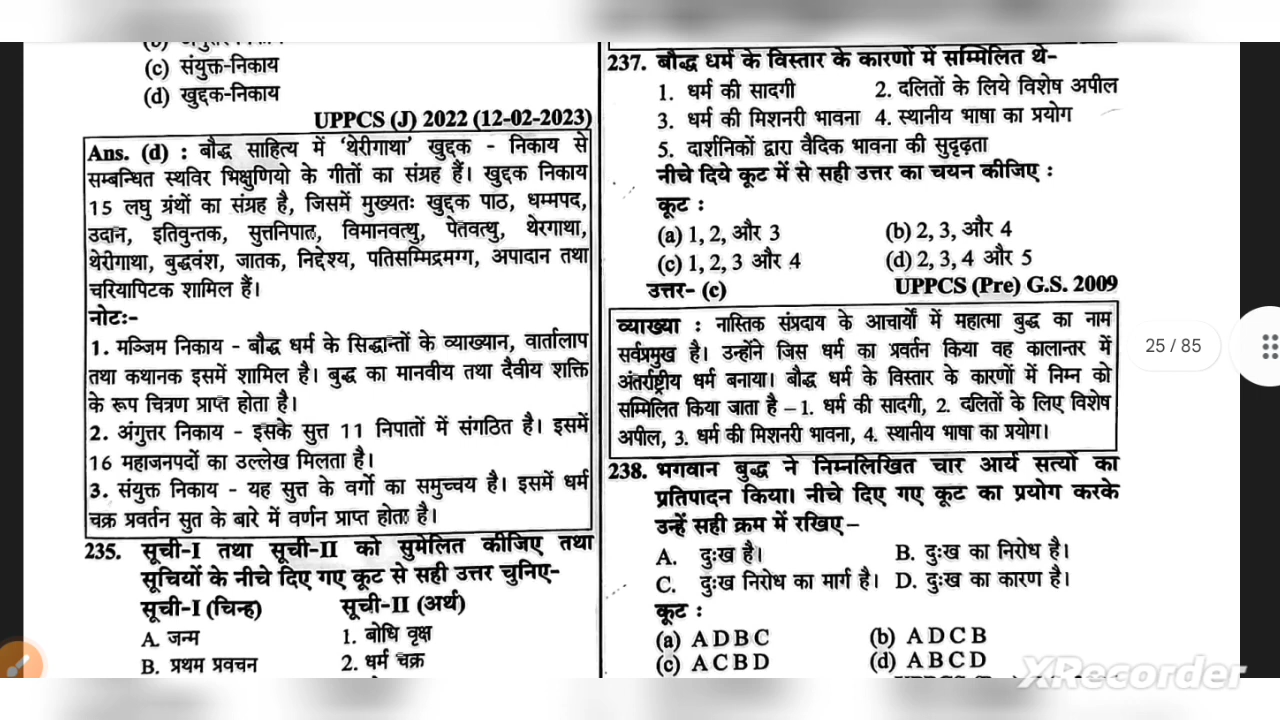 (c) संयुक्त-निकाय
(d) खुद्दक-निकाय
UPPCS (J) 2022 (12-02-2023)
Ans. (d) : बौद्ध साहित्य में 'थेरीगाथा' खुद्दक - निकाय से
सम्बन्धित स्थविर भिक्षुणियो के गीतों का संग्रह हैं। खुद्दक निकाय
15 लघु ग्रंथों का संग्रह है, जिसमें मुख्यतः खुद्दक पाठ, धम्मपद,
उदान, इतिवुन्तक, सुत्तनिपाठ, विमानवत्थु, पेतवत्थु, थेरगाथा,
थेरीगाथा, बुद्धवंश, जातक, निद्देश्य, पतिसम्मिद्रमग्ग, अपादान तथा
चरियापिटक शामिल हैं।
नोटः-
1. मञ्जिम निकाय - बौद्ध धर्म के सिद्धान्तों के व्याख्यान, वार्तालाप
तथा कथानक इसमें शामिल है। बुद्ध का मानवीय तथा दैवीय शक्ति
के रूप चित्रण प्राप्त होता है।
2. अंगुत्तर निकाय - इसके सुत्त 11 निपातों में संगठित है। इसमें
16 महाजनपदों का उल्लेख मिलता है।
3. संयुक्त निकाय - यह सुत्त के वर्गो का समुच्चय है। इसमें धर्म
चक्र प्रवर्तन सुत के बारे में वर्णन प्राप्त होता है।
235. सूची-I तथा सूची-II को सुमेलित कीजिए तथा
सूचियों के नीचे दिए गए कूट से सही उत्तर चुनिए-
सूची-I (चिन्ह) सूची-II (अर्थ)
A. जन्म 1. बोधि वृक्ष
B. प्रथम प्रवचन 2. धर्म चक्र
237. बौद्ध धर्म के विस्तार के कारणों में सम्मिलित थे-
1. धर्म की सादगी 2. दलितों के लिये विशेष अपील
3. धर्म की मिशनरी भावना 4. स्थानीय भाषा का प्रयोग
5. दार्शनिकों द्वारा वैदिक भावना की सुदृढ़ता
नीचे दिये कूट में से सही उत्तर का चयन कीजिए :
कूट :
(a) 1, 2, और 3 (b) 2, 3, और 4
(c) 1, 2, 3 और 4 (d) 2, 3, 4 और 5
उत्तर- (c) UPPCS (Pre) G.S. 2009
व्याख्या : नास्तिक संप्रदाय के आचार्यों में महात्मा बुद्ध का नाम
सर्वप्रमुख है। उन्होंने जिस धर्म का प्रवर्तन किया वह कालान्तर में
अंतर्राष्ट्रीय धर्म बनाया। बौद्ध धर्म के विस्तार के कारणों में निम्न को
सम्मिलित किया जाता है – 1. धर्म की सादगी, 2. दलितों के लिए विशेष
अपील, 3. धर्म की मिशनरी भावना, 4. स्थानीय भाषा का प्रयोग।
238. भगवान बुद्ध ने निम्नलिखित चार आर्य सत्यों का
प्रतिपादन किया। नीचे दिए गए कूट का प्रयोग करके
उन्हें सही क्रम में रखिए–
A. दुःख है। B. दुःख का निरोध है।
C. दुःख निरोध का मार्ग है। D. दुःख का कारण है।
कूट :
(a) A D B C (b) A D C B
(c) A C B D (d) A B C D
25 / 85
XRecorder